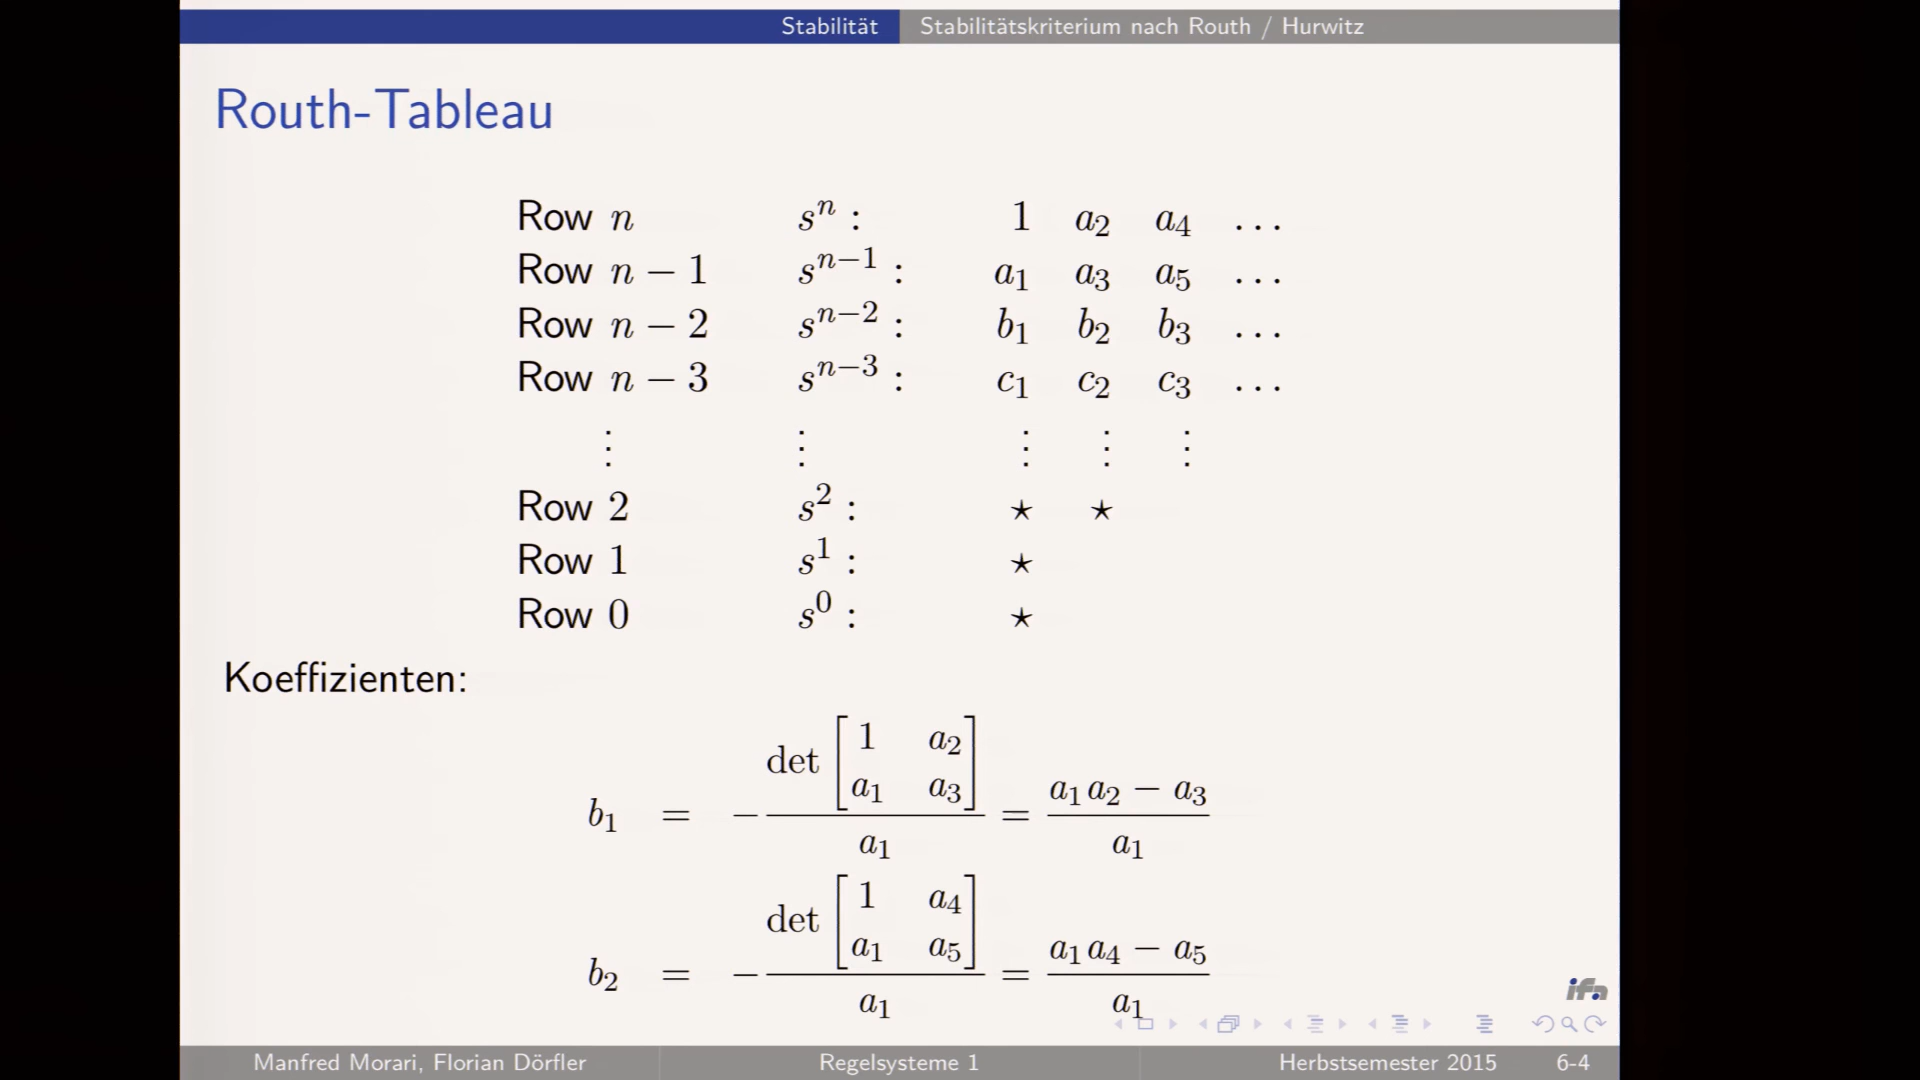 Stabilität Stabilitätskriterium nach Routh / Hurwitz
Routh-Tableau
Row n s^n : 1 a_2 a_4 ...
Row n − 1 s^{n−1} : a_1 a_3 a_5 ...
Row n − 2 s^{n−2} : b_1 b_2 b_3 ...
Row n − 3 s^{n−3} : c_1 c_2 c_3 ...
⋮ ⋮ ⋮ ⋮ ⋮
Row 2 s^2 : ⋆ ⋆
Row 1 s^1 : ⋆
Row 0 s^0 : ⋆
Koeffizienten:
b_1 = − det [1 a_2; a_1 a_3] / a_1 = (a_1 a_2 − a_3) / a_1
b_2 = − det [1 a_4; a_1 a_5] / a_1 = (a_1 a_4 − a_5) / a_1
ifa
Manfred Morari, Florian Dörfler Regelsysteme 1 Herbstsemester 2015 6-4